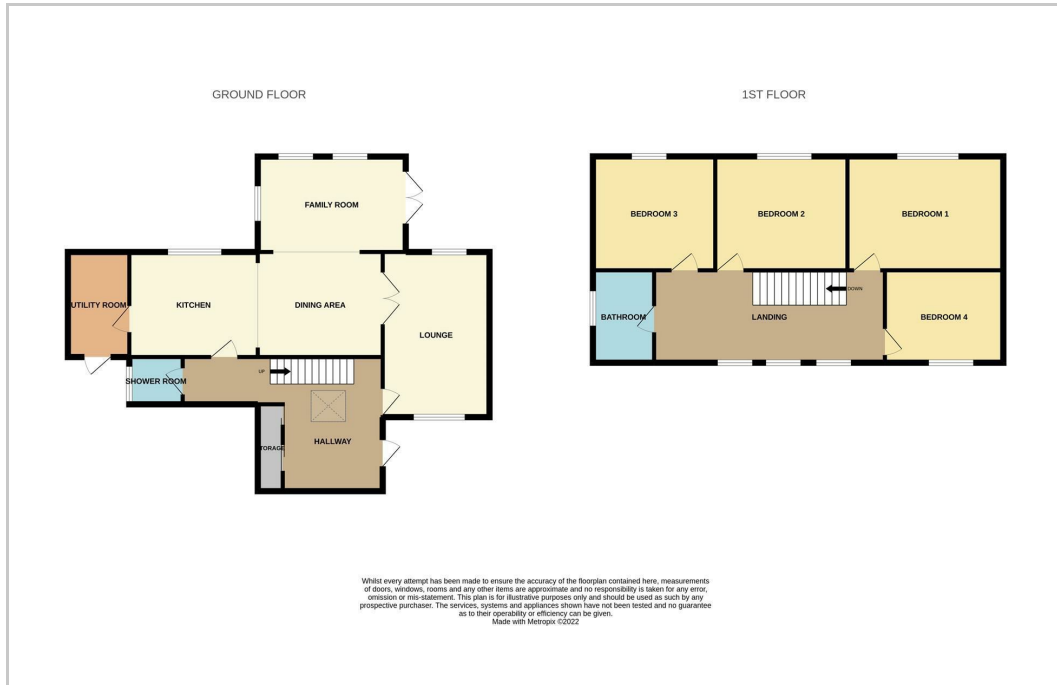 GROUND FLOOR
1ST FLOOR
FAMILY ROOM
UTILITY ROOM
KITCHEN
DINING AREA
LOUNGE
SHOWER ROOM
UP
HALLWAY
TORAGE
BEDROOM 3
BEDROOM 2
BEDROOM 1
DOWN
BATHROOM
LANDING
BEDROOM 4
Whilst every attempt has been made to ensure the accuracy of the floorplan contained here, measurements
of doors, windows, rooms and any other items are approximate and no responsibility is taken for any error,
omission or mis-statement. This plan is for illustrative purposes only and should be used as such by any
prospective purchaser. The services, systems and appliances shown have not been tested and no guarantee
as to their operability or efficiency can be given.
Made with Metropix ©2022